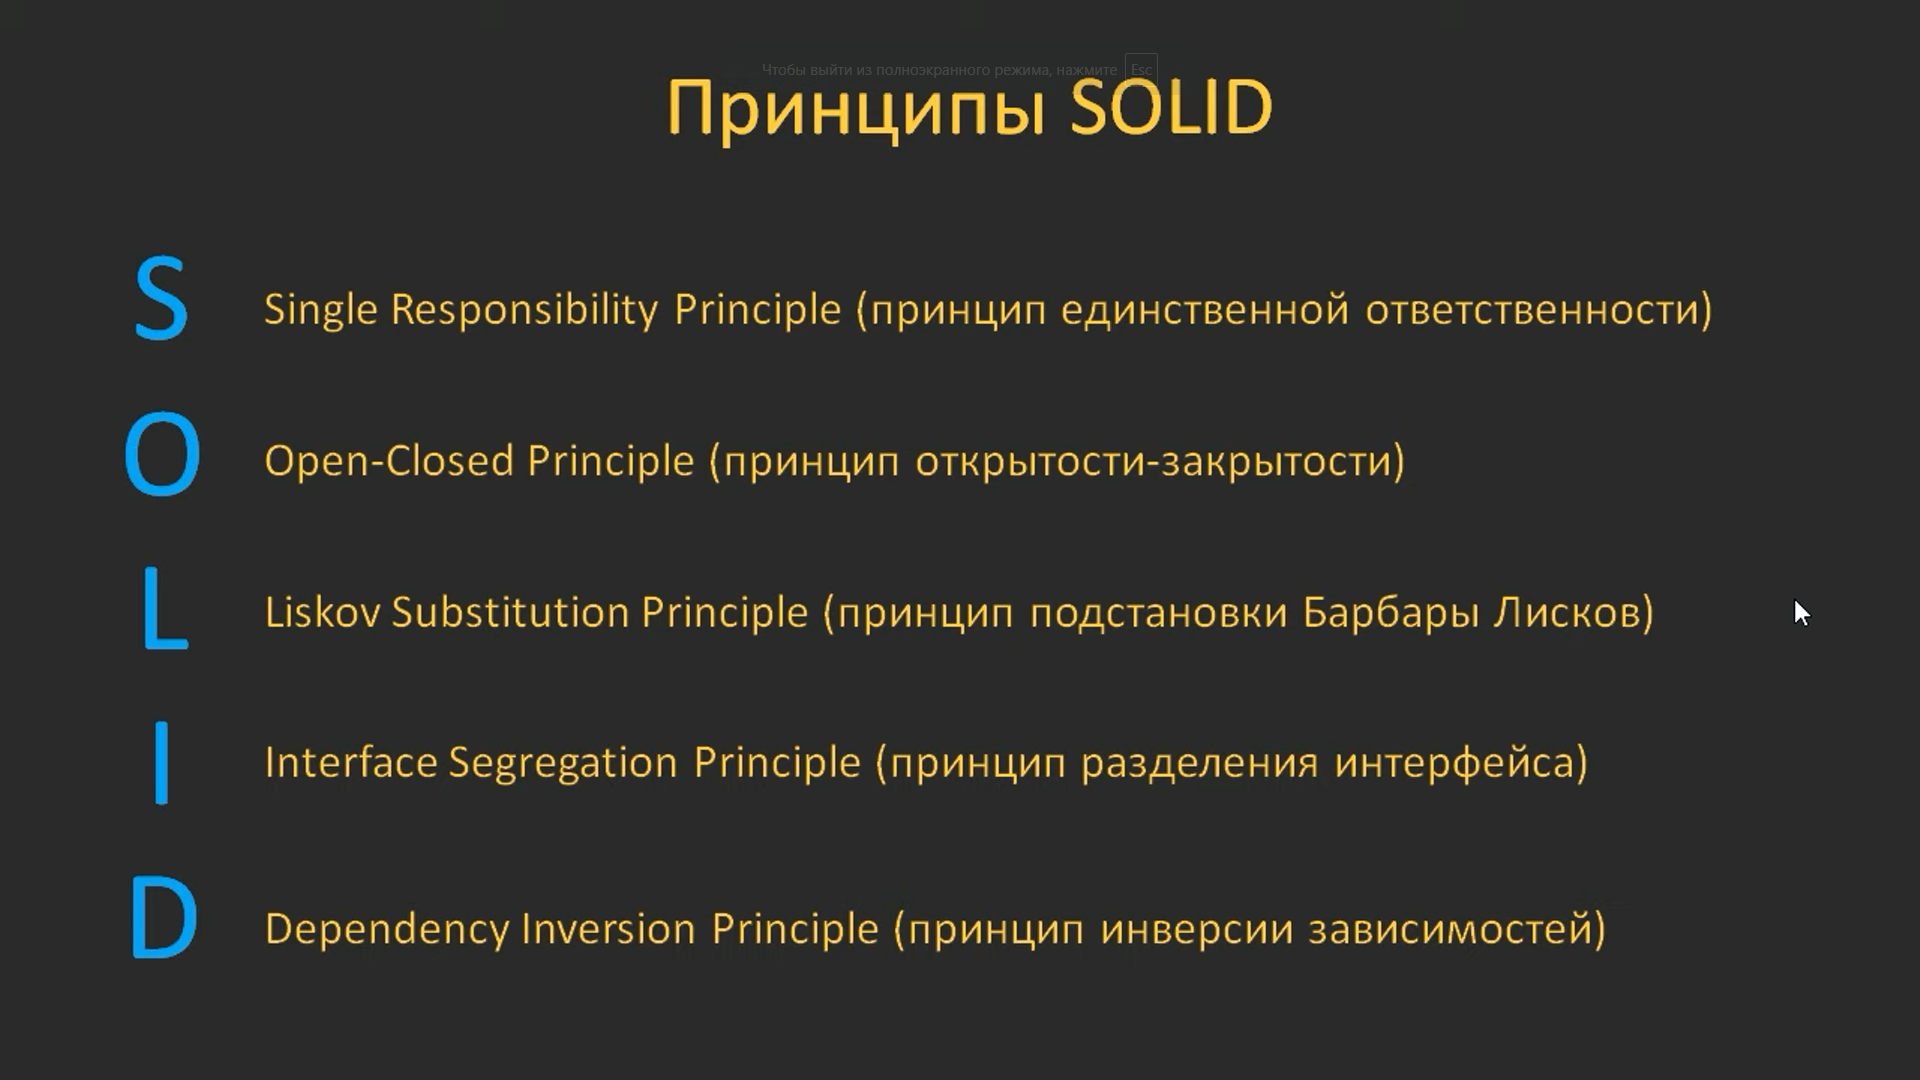 Чтобы выйти из полноэкранного режима, нажмите Esc
Принципы SOLID
S Single Responsibility Principle (принцип единственной ответственности)
O Open-Closed Principle (принцип открытости-закрытости)
L Liskov Substitution Principle (принцип подстановки Барбары Лисков)
I Interface Segregation Principle (принцип разделения интерфейса)
D Dependency Inversion Principle (принцип инверсии зависимостей)